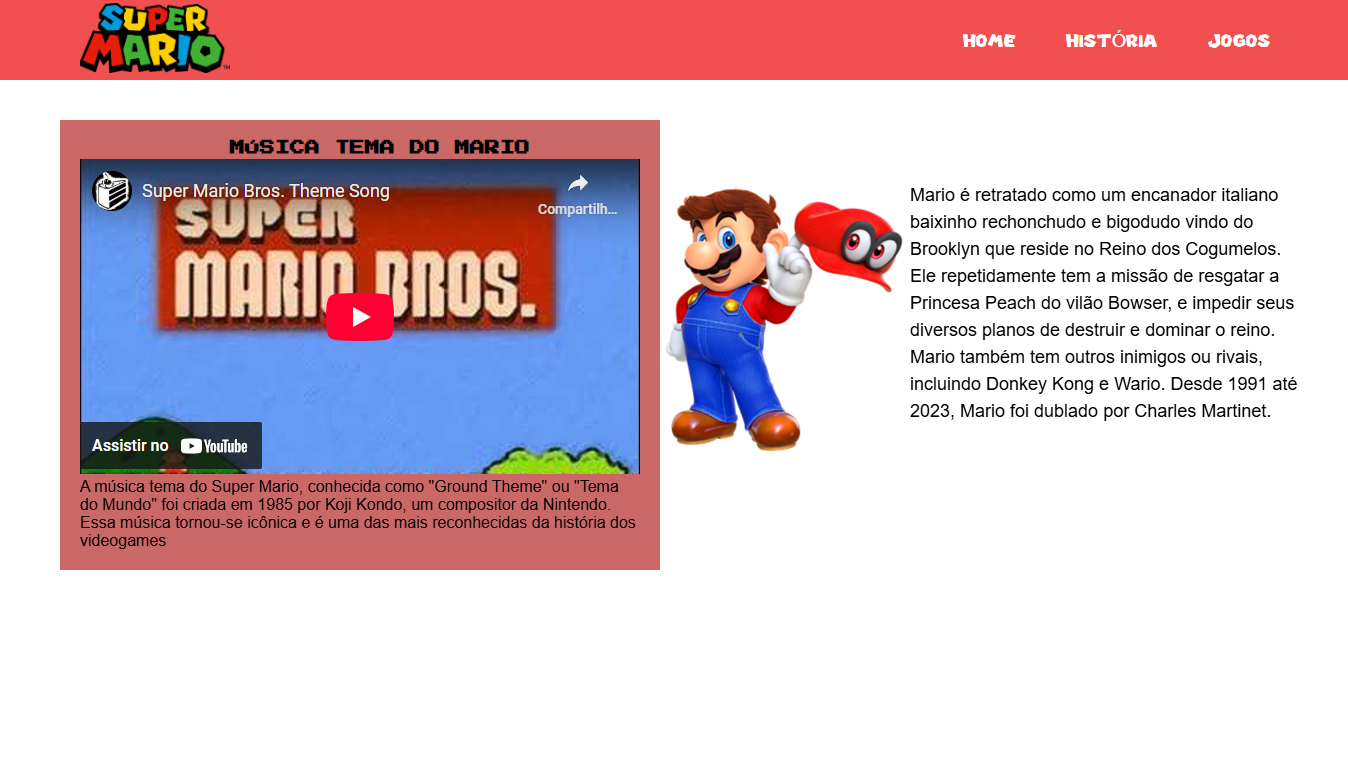 SUPER
MARIO™
HOME HISTÓRIA JOGOS
MúSICA TEMA DO MARIO
Super Mario Bros. Theme Song
Compartilh...
SUPER
MARIO BROS.
Assistir no YouTube
A música tema do Super Mario, conhecida como "Ground Theme" ou "Tema
do Mundo" foi criada em 1985 por Koji Kondo, um compositor da Nintendo.
Essa música tornou-se icônica e é uma das mais reconhecidas da história dos
videogames
Mario é retratado como um encanador italiano
baixinho rechonchudo e bigodudo vindo do
Brooklyn que reside no Reino dos Cogumelos.
Ele repetidamente tem a missão de resgatar a
Princesa Peach do vilão Bowser, e impedir seus
diversos planos de destruir e dominar o reino.
Mario também tem outros inimigos ou rivais,
incluindo Donkey Kong e Wario. Desde 1991 até
2023, Mario foi dublado por Charles Martinet.